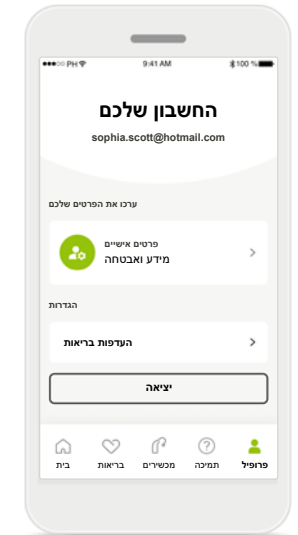 PH
9:41 AM
100 %
החשבון שלכם
sophia.scott@hotmail.com
ערכו את הפרטים שלכם
פרטים אישיים
מידע ואבטחה
הגדרות
העדפות בריאות
יציאה
בית
בריאות
מכשירים
תמיכה
פרופיל